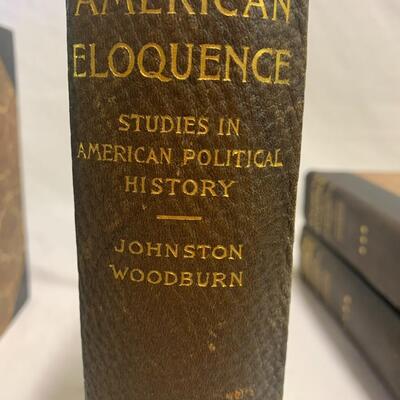 AMERICAN
ELOQUENCE
STUDIES IN
AMERICAN POLITICAL
HISTORY
JOHNSTON
WOODBURN